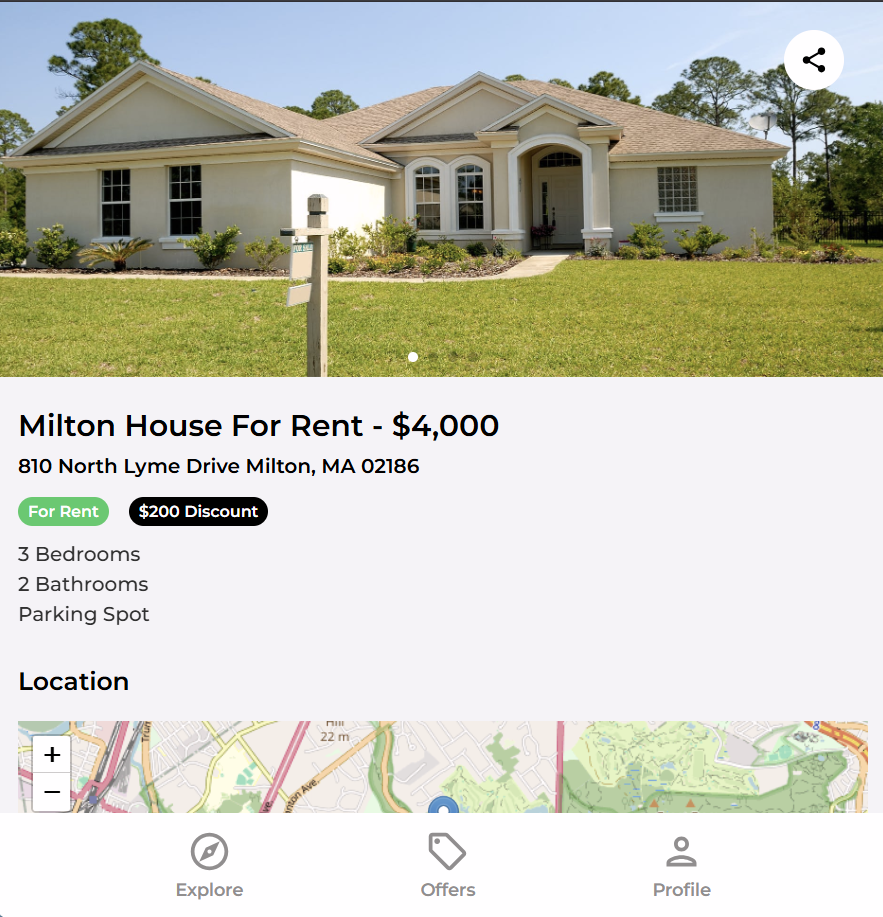 Milton House For Rent - $4,000
810 North Lyme Drive Milton, MA 02186
For Rent
$200 Discount
3 Bedrooms
2 Bathrooms
Parking Spot
Location
Hill
22 m
+
−
Explore
Offers
Profile